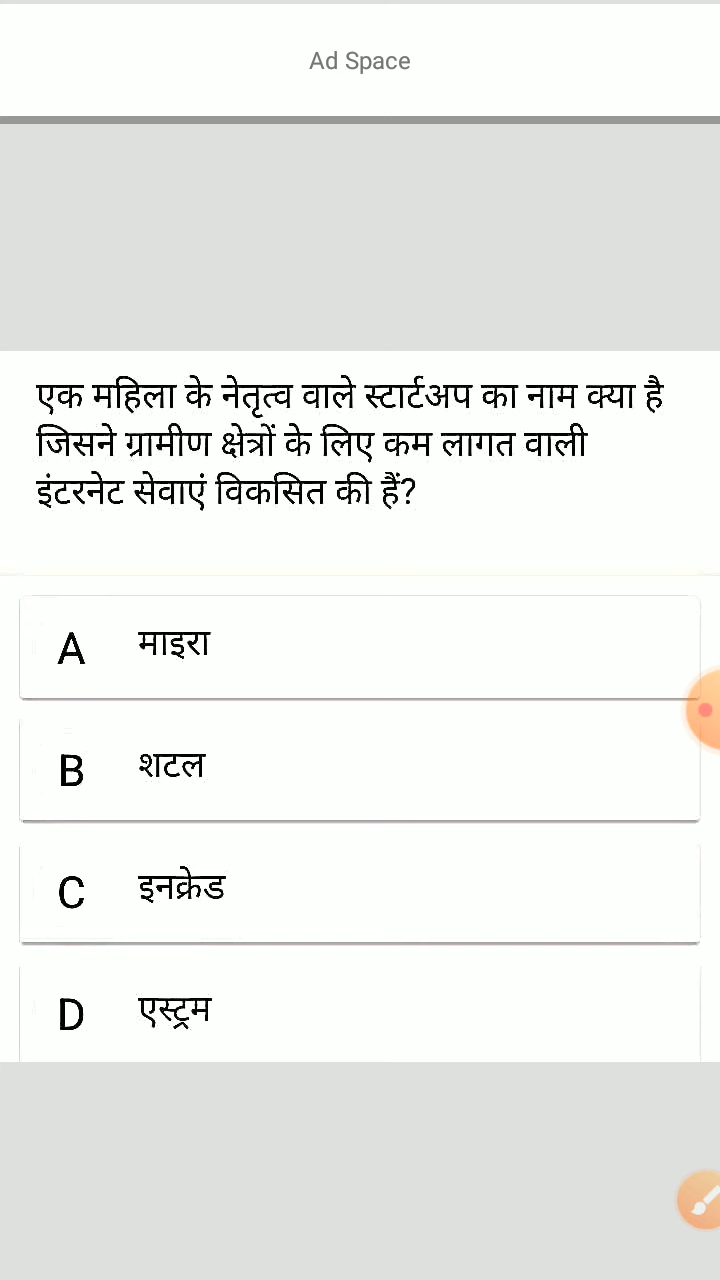 Ad Space
एक महिला के नेतृत्व वाले स्टार्टअप का नाम क्या है
जिसने ग्रामीण क्षेत्रों के लिए कम लागत वाली
इंटरनेट सेवाएं विकसित की हैं?
A माइरा
B शटल
C इनक्रेड
D एस्ट्रम